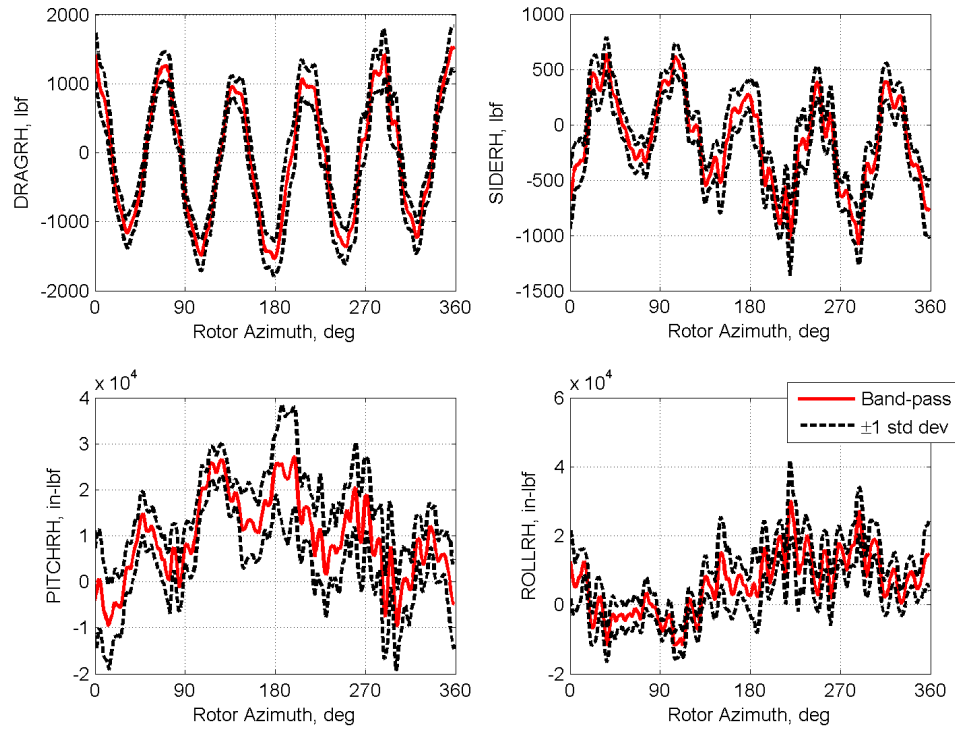 2000
1000
0
-1000
-2000
DRAGRH, lbf
0 90 180 270 360
Rotor Azimuth, deg
500
0
-500
-1000
-1500
SIDERH, lbf
0 90 180 270 360
Rotor Azimuth, deg
x 10^4
4
3
2
1
0
-1
-2
PITCHRH, in-lbf
0 90 180 270 360
Rotor Azimuth, deg
x 10^4
6
4
2
0
-2
ROLLRH, in-lbf
0 90 180 270 360
Rotor Azimuth, deg
Band-pass
±1 std dev